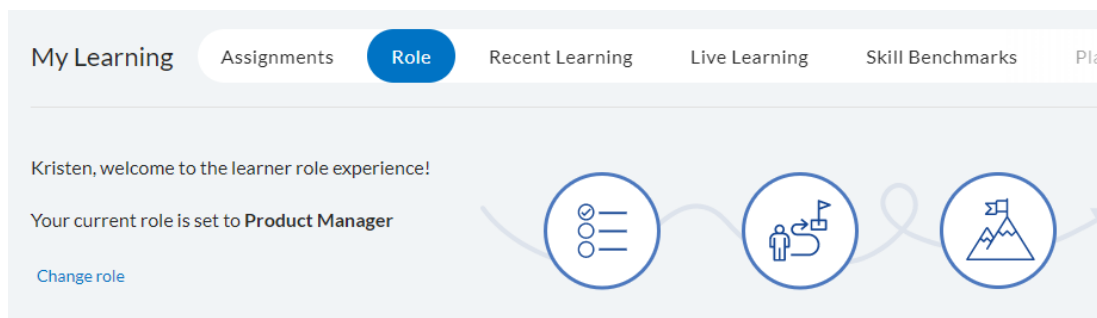 My Learning Assignments Role Recent Learning Live Learning Skill Benchmarks
Kristen, welcome to the learner role experience!
Your current role is set to Product Manager
Change role